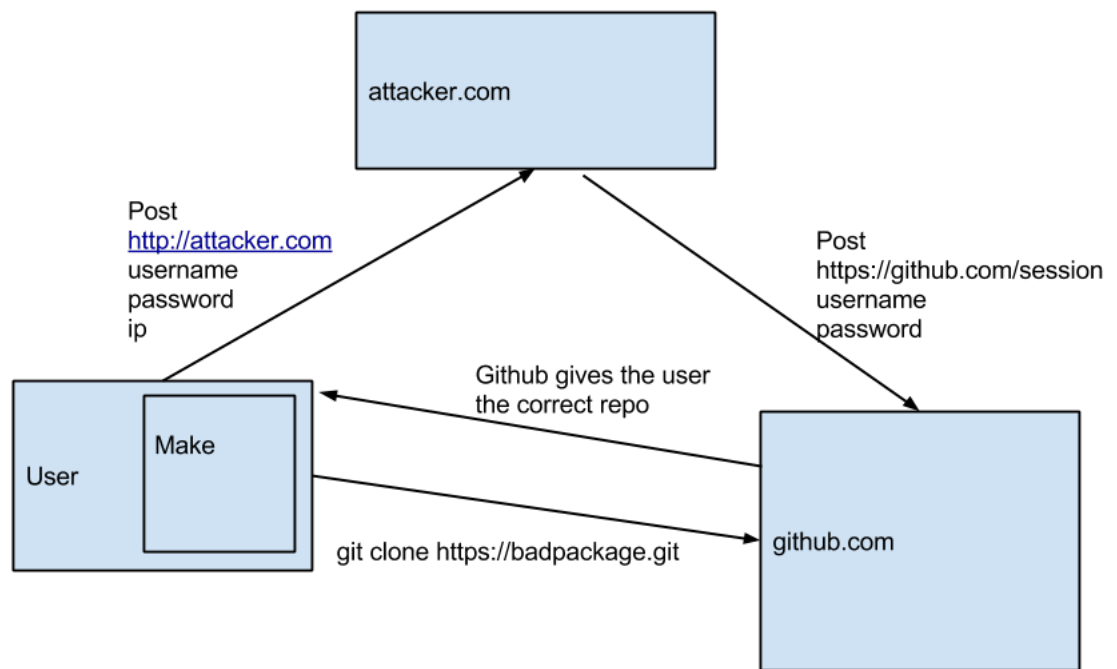 attacker.com
Post
http://attacker.com
username
password
ip
Post
https://github.com/session
username
password
Github gives the user
the correct repo
Make
User
git clone https://badpackage.git
github.com